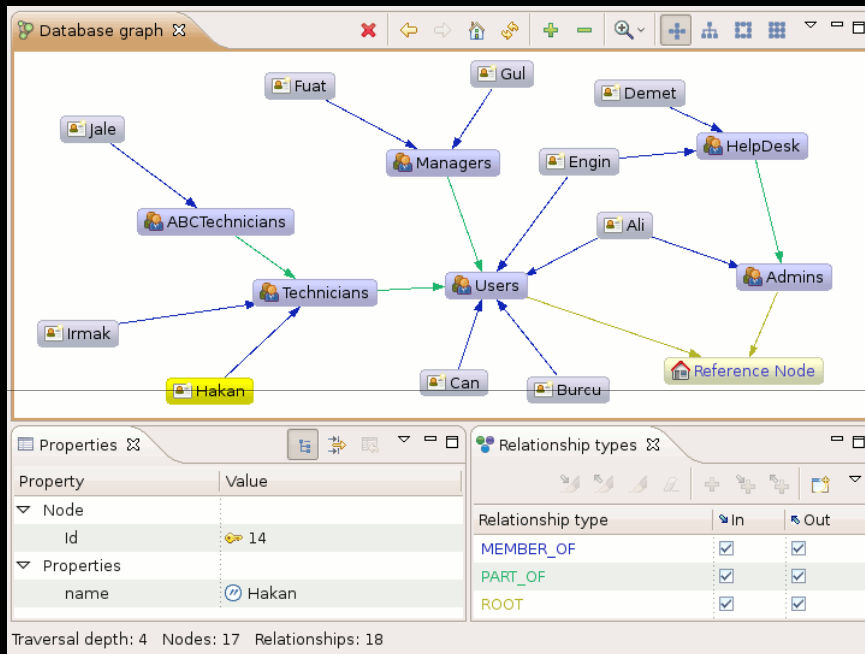 Database graph
Gul
Fuat
Demet
Jale
HelpDesk
Managers
Engin
ABCTechnicians
Ali
Admins
Users
Technicians
Irmak
Reference Node
Can
Burcu
Hakan
Properties
Relationship types
Property Value
Node
Id 14
Properties
name Hakan
Relationship type In Out
MEMBER_OF
PART_OF
ROOT
Traversal depth: 4 Nodes: 17 Relationships: 18